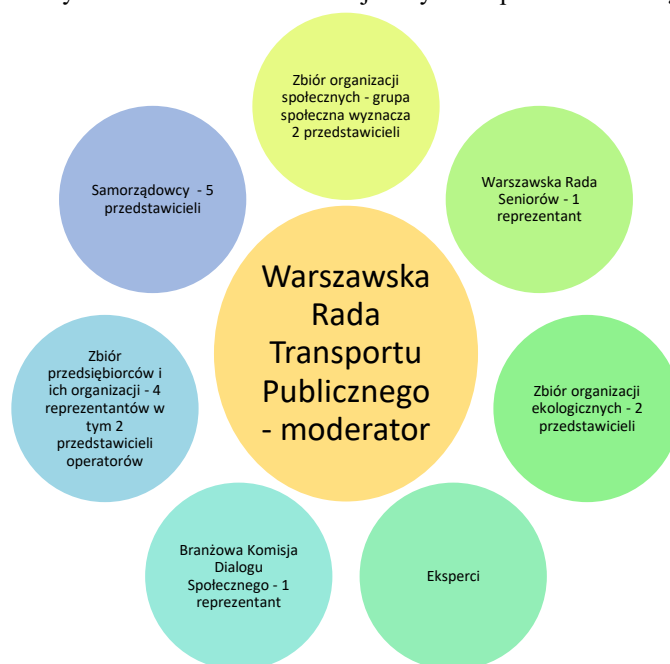 Zbiór organizacji
społecznych - grupa
społeczna wyznacza
2 przedstawicieli
Warszawska Rada
Seniorów - 1
reprezentant
Zbiór organizacji
ekologicznych - 2
przedstawicieli
Eksperci
Branżowa Komisja
Dialogu
Społecznego - 1
reprezentant
Zbiór
przedsiębiorców i
ich organizacji - 4
reprezentantów w
tym 2
przedstawicieli
operatorów
Samorządowcy - 5
przedstawicieli
Warszawska
Rada
Transportu
Publicznego
- moderator